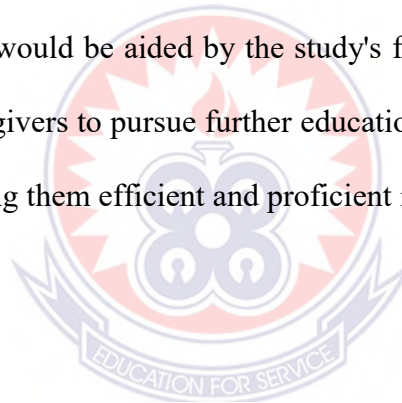 would be aided by the study's f
givers to pursue further educatio
g them efficient and proficient
EDUCATION FOR SERVICE